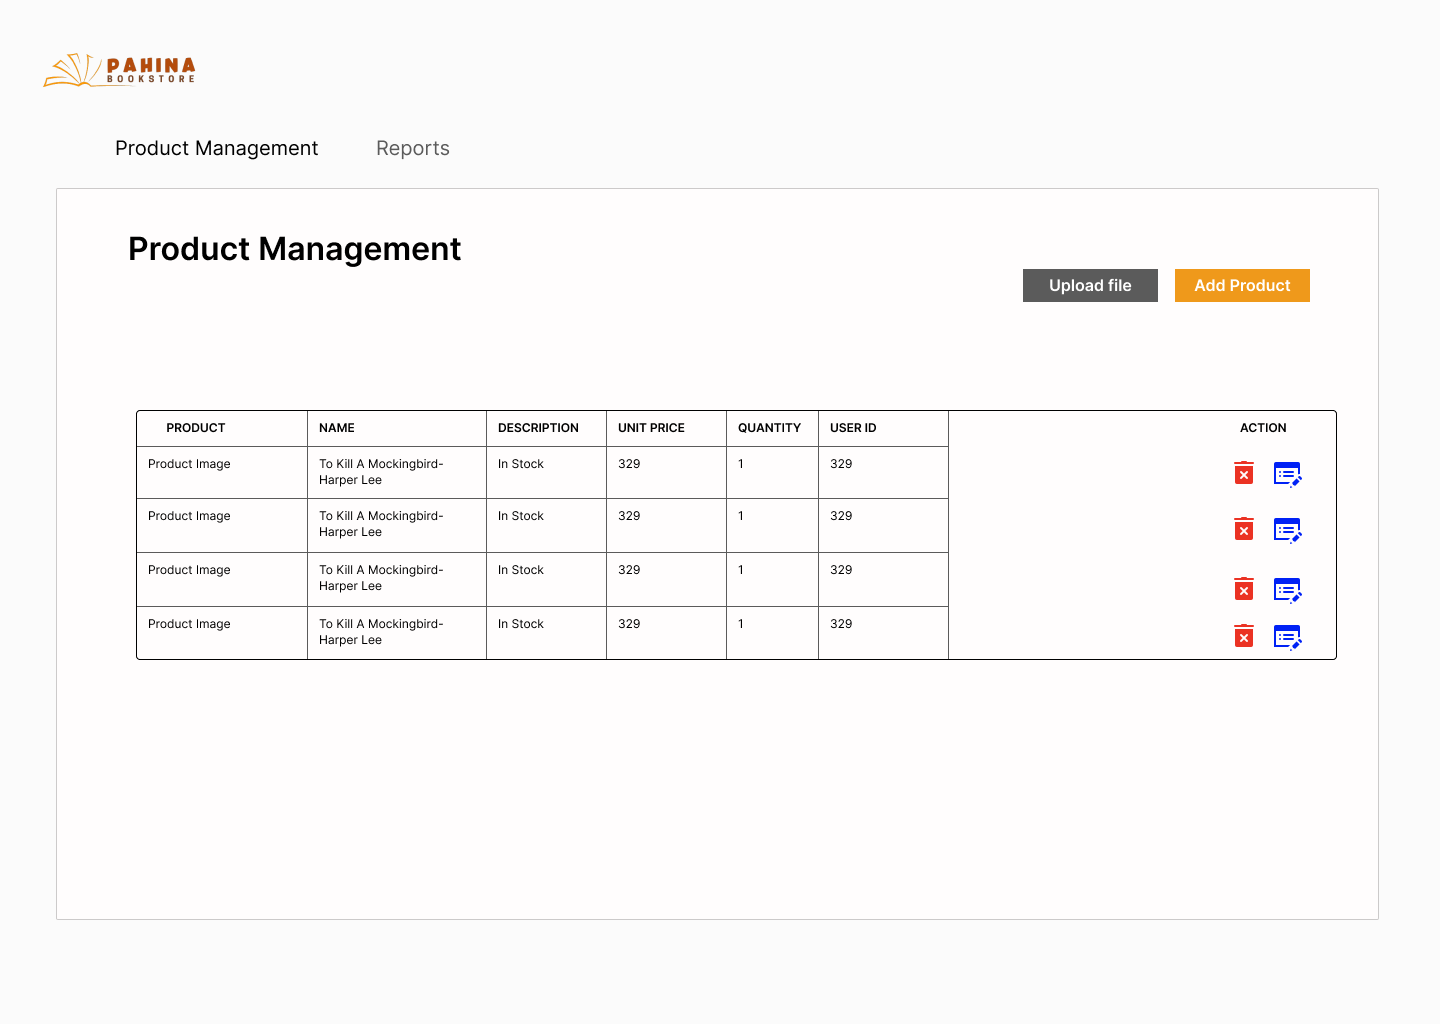 PAHINA
BOOKSTORE
Product Management Reports
Product Management
Upload file Add Product
PRODUCT NAME DESCRIPTION UNIT PRICE QUANTITY USER ID ACTION
Product Image To Kill A Mockingbird- In Stock 329 1 329
Harper Lee
Product Image To Kill A Mockingbird- In Stock 329 1 329
Harper Lee
Product Image To Kill A Mockingbird- In Stock 329 1 329
Harper Lee
Product Image To Kill A Mockingbird- In Stock 329 1 329
Harper Lee